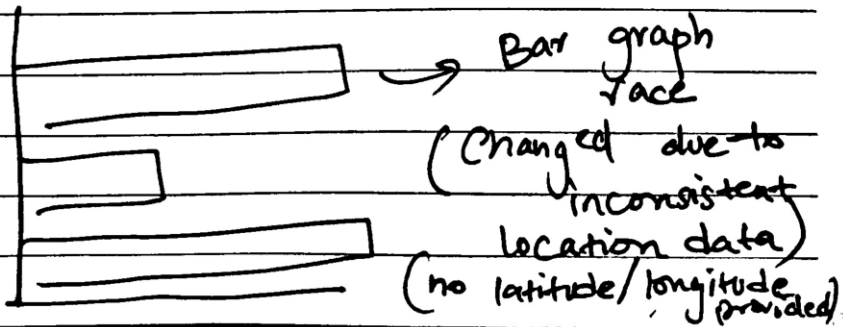 Bar graph
race
(Changed due to
inconsistent
location data)
(no latitude/longitude
provided)